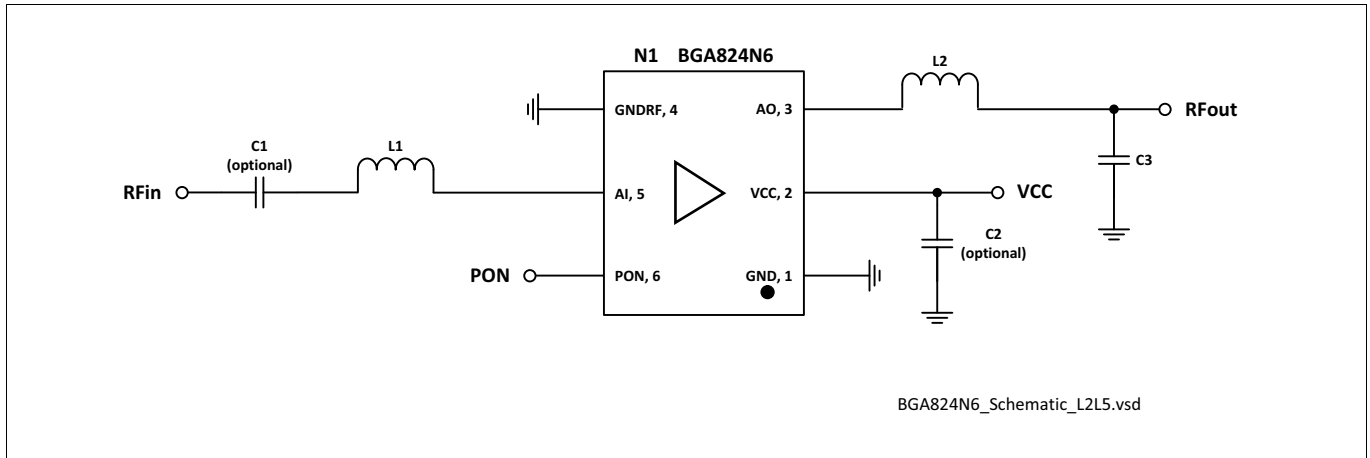 N1 BGA824N6
L2
GNDRF, 4
AO, 3
RFout
C1
(optional)
L1
C3
RFin
AI, 5
VCC, 2
VCC
C2
(optional)
PON
PON, 6
GND, 1
BGA824N6_Schematic_L2L5.vsd